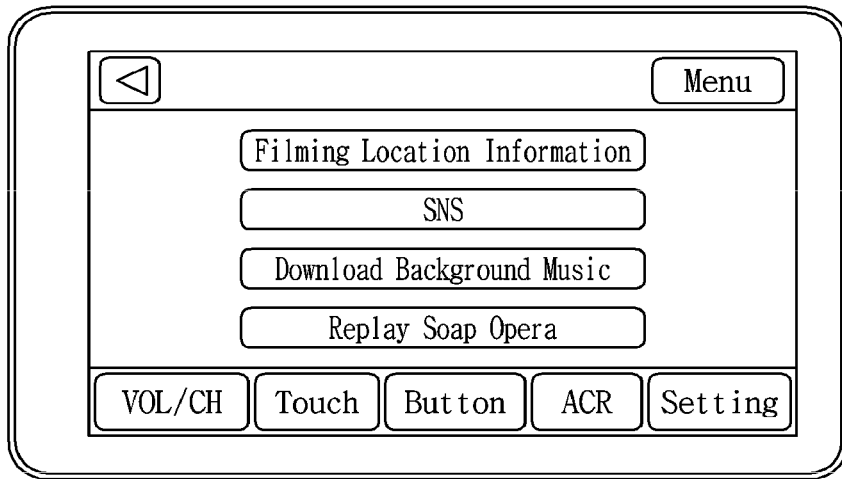 Menu
Filming Location Information
SNS
Download Background Music
Replay Soap Opera
VOL/CH Touch Button ACR Setting